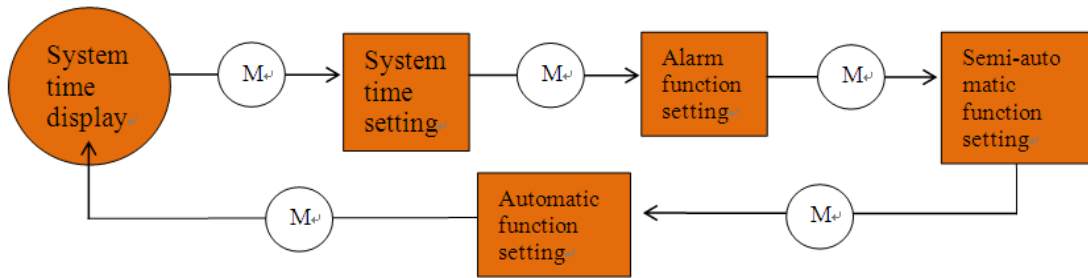 System
time
display
M
System
time
setting
M
Alarm
function
setting
M
Semi-auto
matic
function
setting
M
Automatic
function
setting
M